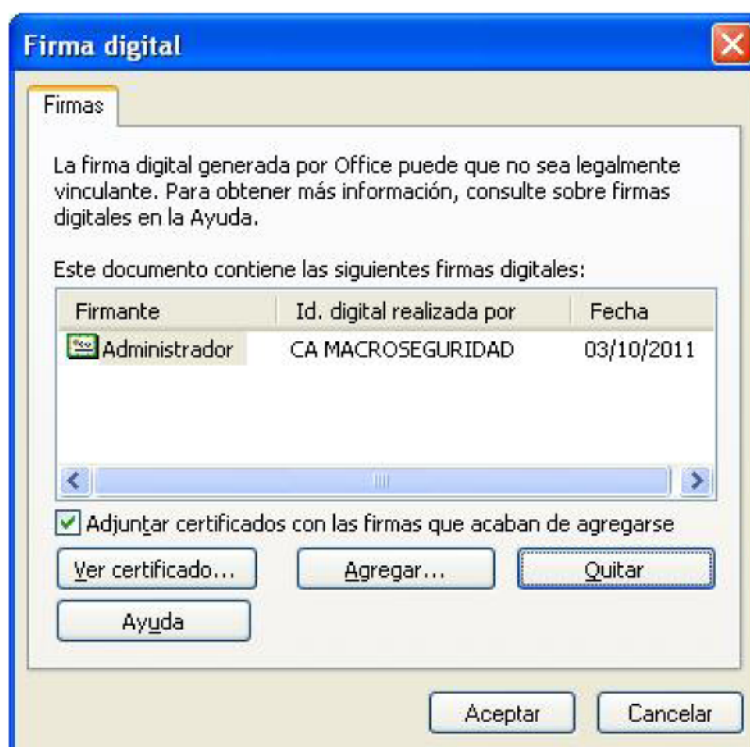 Firma digital
Firmas
La firma digital generada por Office puede que no sea legalmente
vinculante. Para obtener más información, consulte sobre firmas
digitales en la Ayuda.
Este documento contiene las siguientes firmas digitales:
Firmante Id. digital realizada por Fecha
Administrador CA MACROSEGURIDAD 03/10/2011
Adjuntar certificados con las firmas que acaban de agregarse
Ver certificado... Agregar... Quitar
Ayuda
Aceptar Cancelar